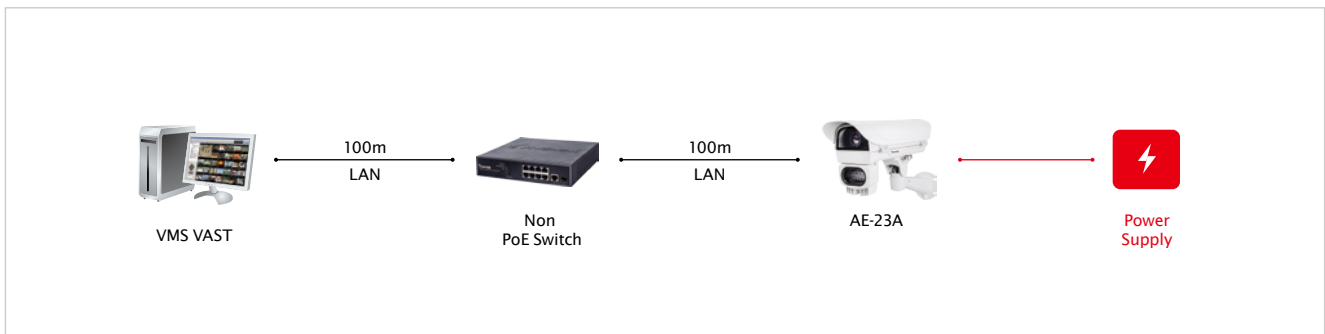 100m
LAN
100m
LAN
VMS VAST
Non
PoE Switch
AE-23A
Power
Supply